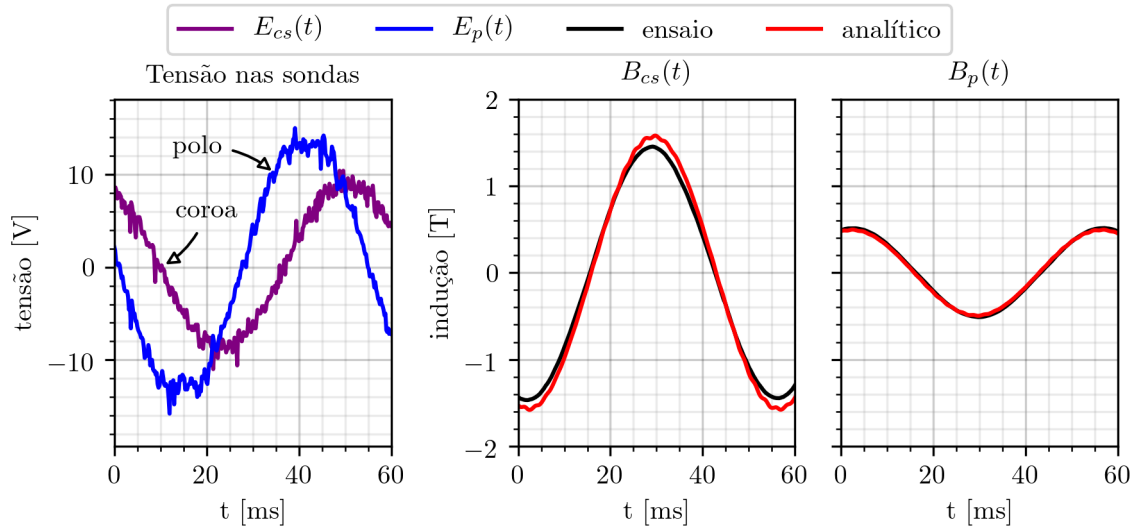 E_cs(t) E_p(t) ensaio analítico
Tensão nas sondas
B_cs(t)
B_p(t)
polo
coroa
tensão [V]
10
0
−10
0 20 40 60
t [ms]
indução [T]
2
1
0
−1
−2
0 20 40 60
t [ms]
0 20 40 60
t [ms]